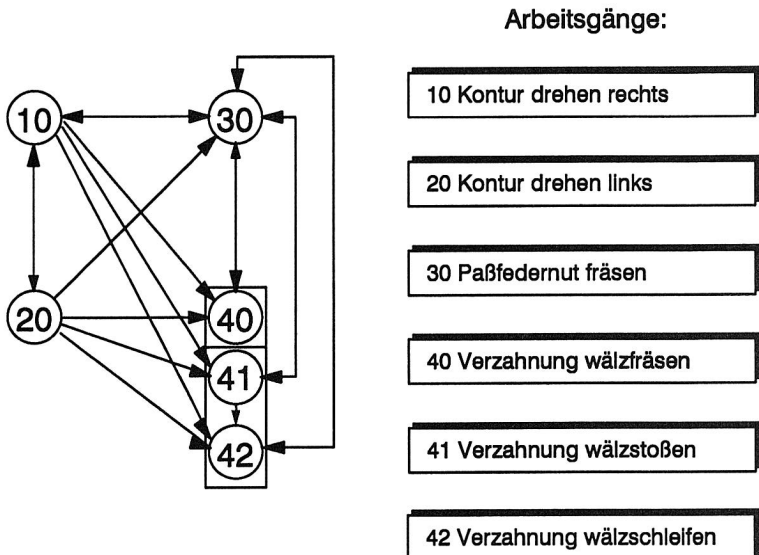 Arbeitsgänge:
10
30
20
40
41
42
10 Kontur drehen rechts
20 Kontur drehen links
30 Paßfedernut fräsen
40 Verzahnung wälzfräsen
41 Verzahnung wälzstoßen
42 Verzahnung wälzschleifen